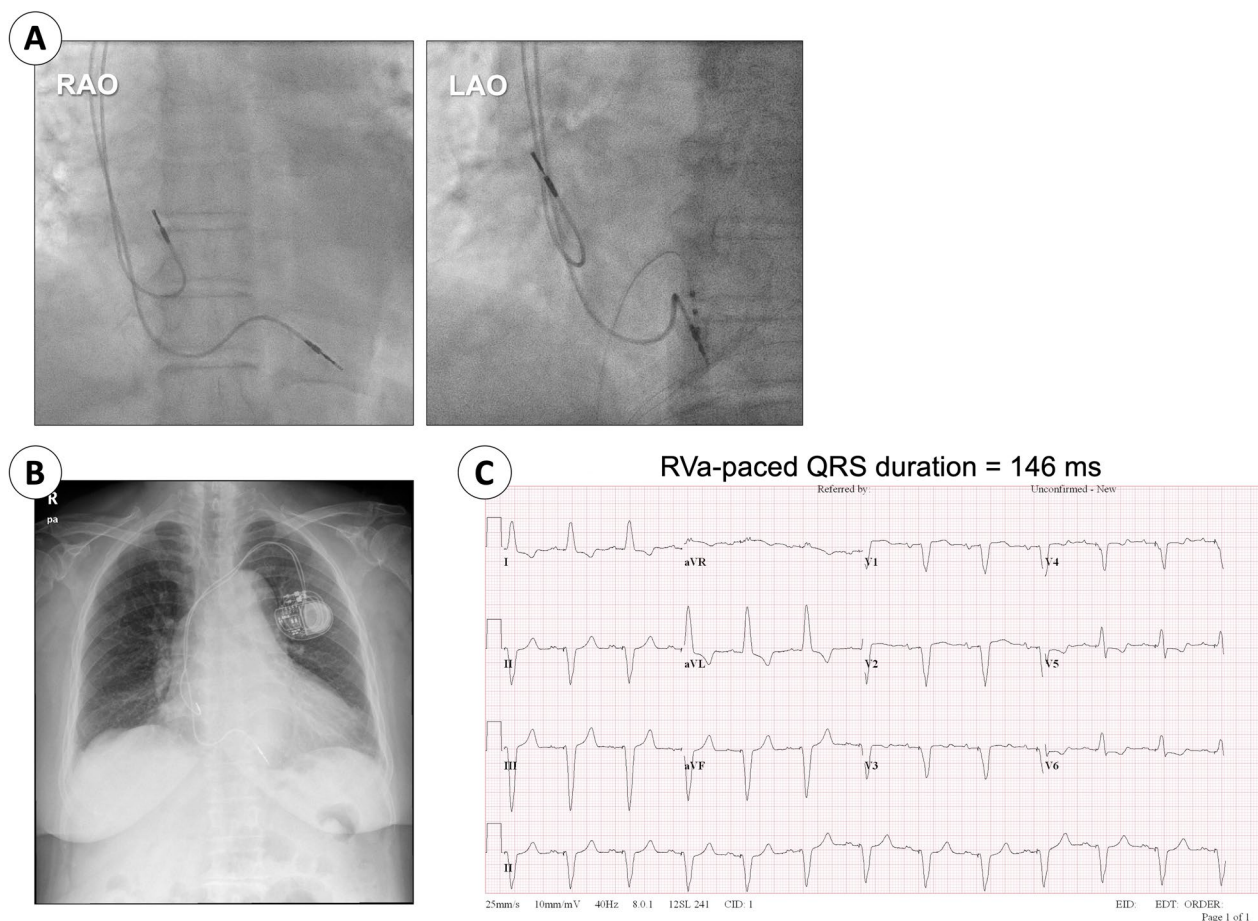 A
RAO
LAO
B
R
pa
C
RVa-paced QRS duration = 146 ms
Referred by:
Unconfirmed - New
I
aVR
V1
V4
II
aVL
V2
V5
III
aVF
V3
V6
II
25mm/s 10mm/mV 40Hz 8.0.1 12SL 241 CID: 1
EID: EDT: ORDER:
Page 1 of 1